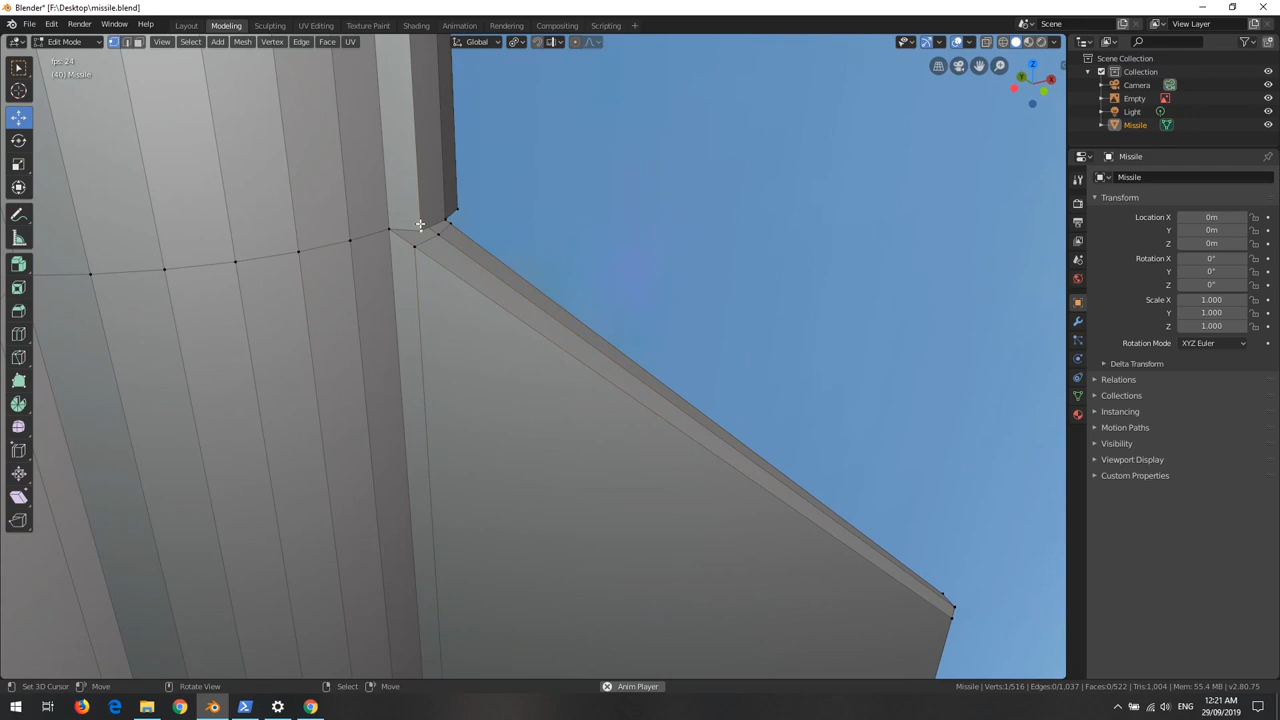 Blender* [F:\Desktop\missile.blend]
File Edit Render Window Help
Layout Modeling Sculpting UV Editing Texture Paint Shading Animation Rendering Compositing Scripting +
Scene
View Layer
Edit Mode View Select Add Mesh Vertex Edge Face UV Global
fps: 24
(40) Missile
Z
Y
X
Scene Collection
Collection
Camera
Empty
Light
Missile
Missile
Missile
Transform
Location X 0m
Y 0m
Z 0m
Rotation X 0°
Y 0°
Z 0°
Scale X 1.000
Y 1.000
Z 1.000
Rotation Mode XYZ Euler
Delta Transform
Relations
Collections
Instancing
Motion Paths
Visibility
Viewport Display
Custom Properties
Set 3D Cursor Move Rotate View Select Move Anim Player Missile | Verts:1/516 | Edges:0/1,037 | Faces:0/522 | Tris:1,004 | Mem: 55.4 MB | v2.80.75
ENG
12:21 AM
29/09/2019